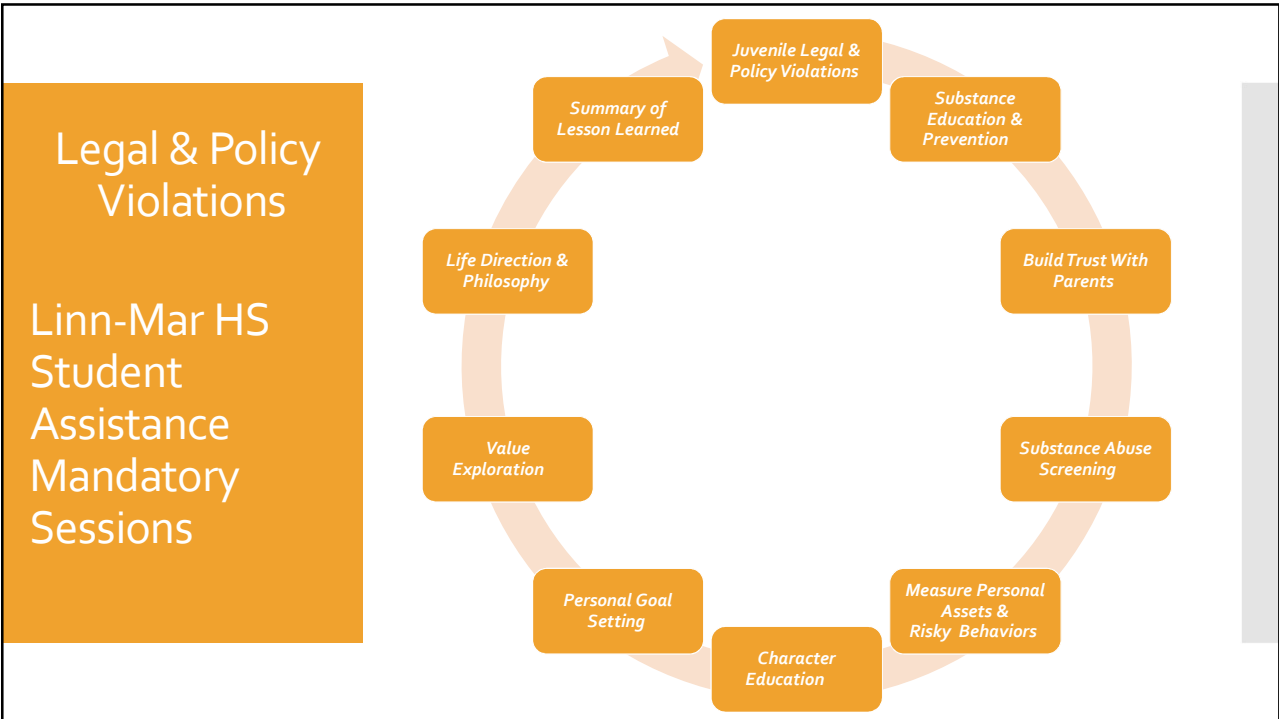 Legal & Policy
Violations
Linn-Mar HS
Student
Assistance
Mandatory
Sessions
Juvenile Legal &
Policy Violations
Substance
Education &
Prevention
Build Trust With
Parents
Substance Abuse
Screening
Measure Personal
Assets &
Risky Behaviors
Character
Education
Personal Goal
Setting
Value
Exploration
Life Direction &
Philosophy
Summary of
Lesson Learned